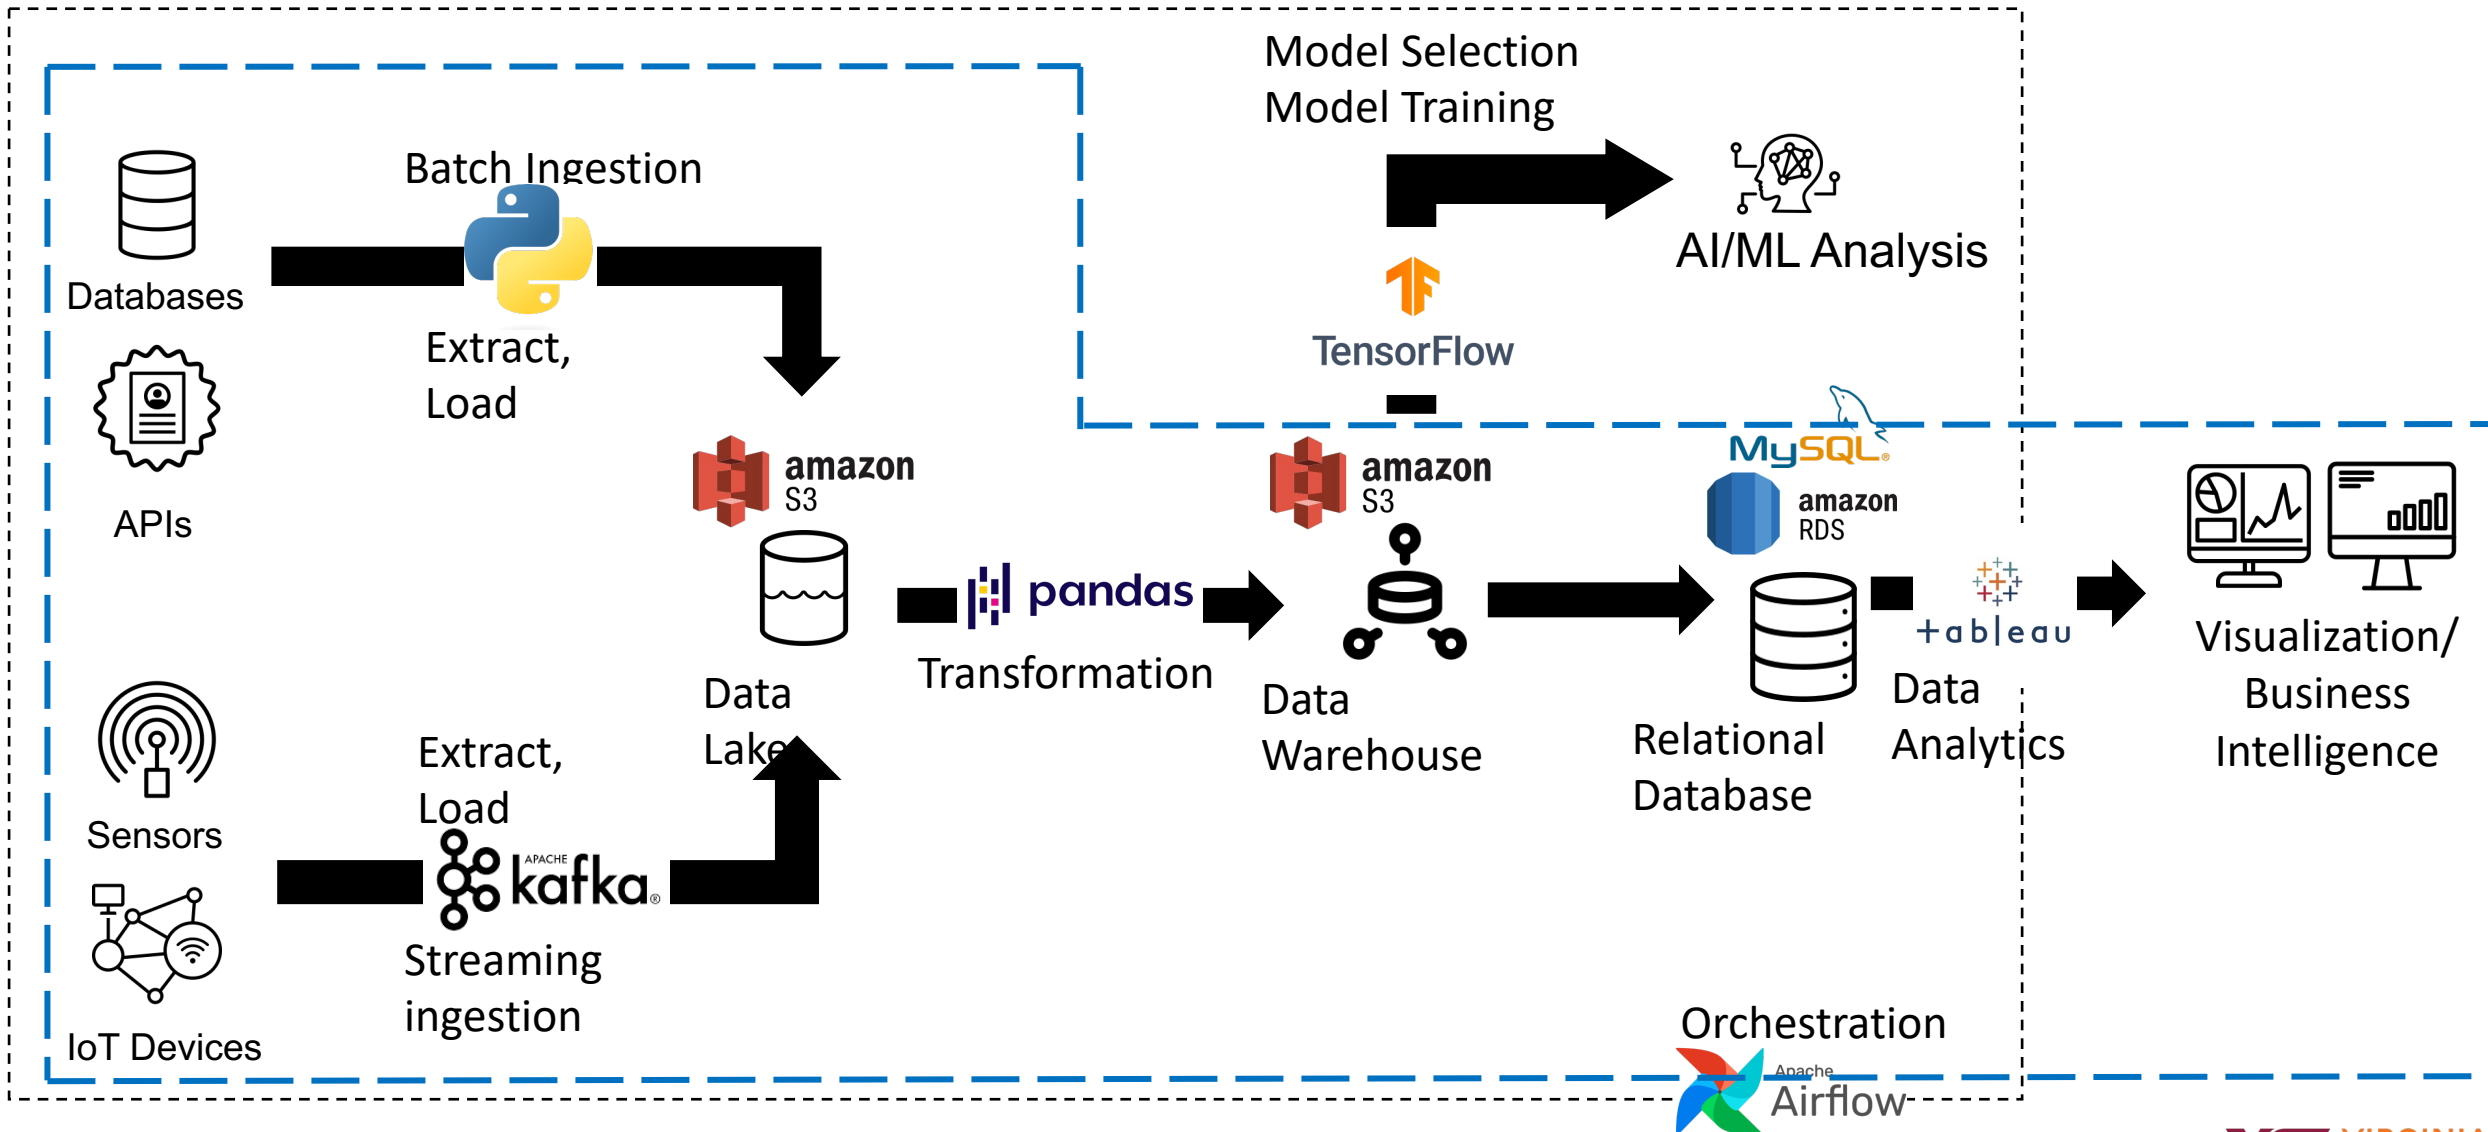 Model Selection
Model Training
Batch Ingestion
Databases
Extract,
Load
AI/ML Analysis
TensorFlow
APIs
amazon
S3
amazon
S3
MySQL®
amazon
RDS
pandas
Transformation
Data
Lake
Data
Warehouse
Relational
Database
+ableau
Data
Analytics
Visualization/
Business
Intelligence
Sensors
Extract,
Load
APACHE
kafka®
Streaming
ingestion
IoT Devices
Orchestration
Apache
Airflow